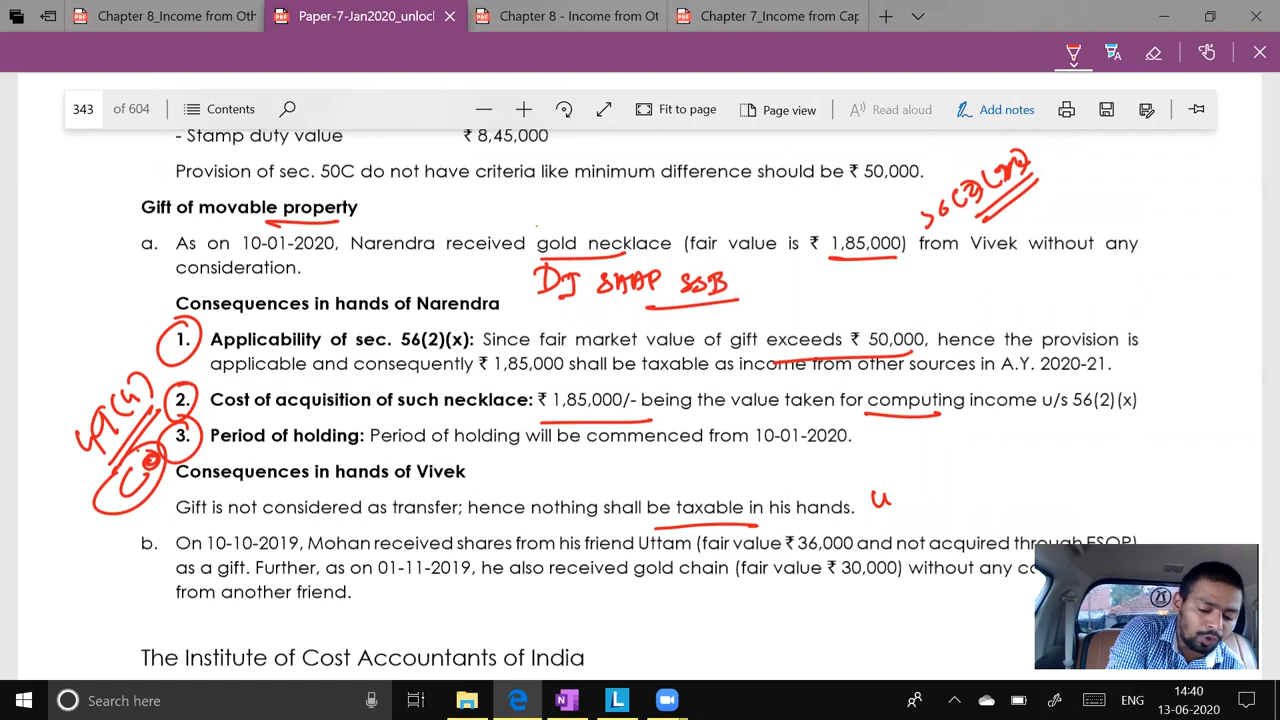 Chapter 8_Income from Oth
Paper-7-Jan2020_unlocl
Chapter 8 - Income from Ot
Chapter 7_Income from Cap
343 of 604
Contents
Fit to page
Page view
Read aloud
Add notes
- Stamp duty value ₹ 8,45,000
Provision of sec. 50C do not have criteria like minimum difference should be ₹ 50,000.
56(2)(x)
Gift of movable property
a. As on 10-01-2020, Narendra received gold necklace (fair value is ₹ 1,85,000) from Vivek without any
consideration.
DJ SHAAP SSB
Consequences in hands of Narendra
1. Applicability of sec. 56(2)(x): Since fair market value of gift exceeds ₹ 50,000, hence the provision is
applicable and consequently ₹ 1,85,000 shall be taxable as income from other sources in A.Y. 2020-21.
2. Cost of acquisition of such necklace: ₹ 1,85,000/- being the value taken for computing income u/s 56(2)(x)
49(4)
3. Period of holding: Period of holding will be commenced from 10-01-2020.
Consequences in hands of Vivek
Gift is not considered as transfer; hence nothing shall be taxable in his hands.
b. On 10-10-2019, Mohan received shares from his friend Uttam (fair value ₹ 36,000 and not acquired through ESOP)
as a gift. Further, as on 01-11-2019, he also received gold chain (fair value ₹ 30,000) without any
from another friend.
The Institute of Cost Accountants of India
Search here
ENG
14:40
13-06-2020